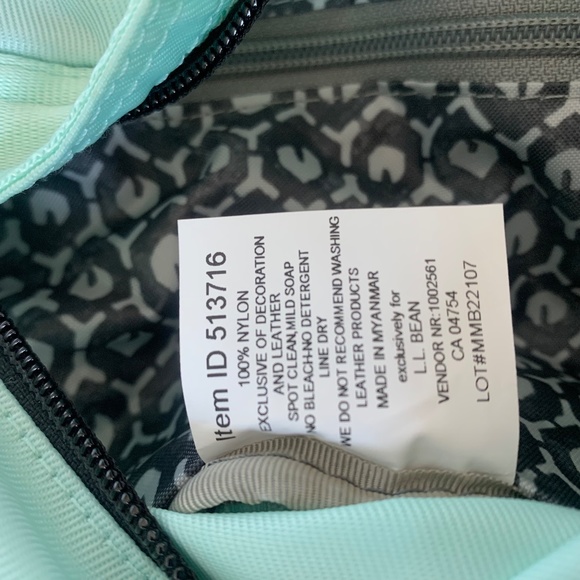 Item ID 513716
100% NYLON
EXCLUSIVE OF DECORATION
AND LEATHER
SPOT CLEAN,MILD SOAP
NO BLEACH-NO DETERGENT
LINE DRY
WE DO NOT RECOMMEND WASHING
LEATHER PRODUCTS
MADE IN MYANMAR
exclusively for
L.L. BEAN
VENDOR NR:1002561
CA 04754
LOT#MMB22107